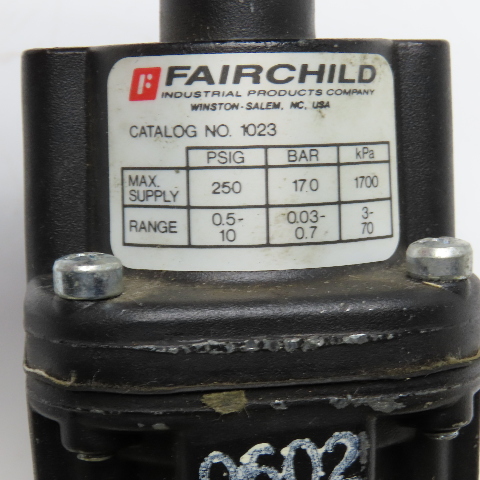 FAIRCHILD
INDUSTRIAL PRODUCTS COMPANY
WINSTON-SALEM, NC, USA
CATALOG NO. 1023
PSIG BAR kPa
MAX. SUPPLY 250 17.0 1700
RANGE 0.5-10 0.03-0.7 3-70
0602